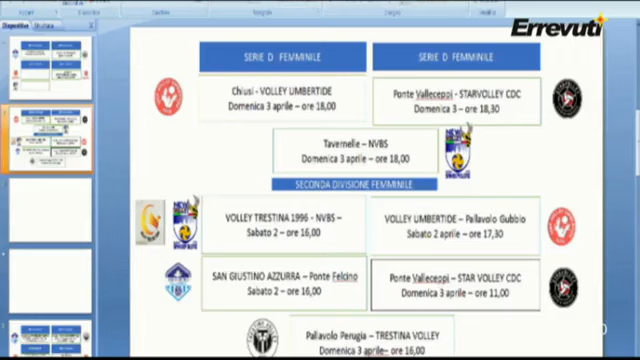 Errevuti
Diapositive
Struttura
SERIE D FEMMINILE
SERIE D FEMMINILE
Chiusi - VOLLEY UMBERTIDE
Domenica 3 aprile - ore 18,00
Ponte Valleceppi - STARVOLLEY CDC
Domenica 3 - ore 18,30
Tavernelle - NVBS
Domenica 3 aprile - ore 18,00
SECONDA DIVISIONE FEMMINILE
VOLLEY TRESTINA 1996 - NVBS -
Sabato 2 - ore 16,00
VOLLEY UMBERTIDE - Pallavolo Gubbio
Sabato 2 aprile - ore 17,30
SAN GIUSTINO AZZURRA - Ponte Felcino
Sabato 2 - ore 16,00
Ponte Valleceppi - STAR VOLLEY CDC
Domenica 3 aprile - ore 11,00
Pallavolo Perugia - TRESTINA VOLLEY
Domenica 3 aprile - ore 16,00